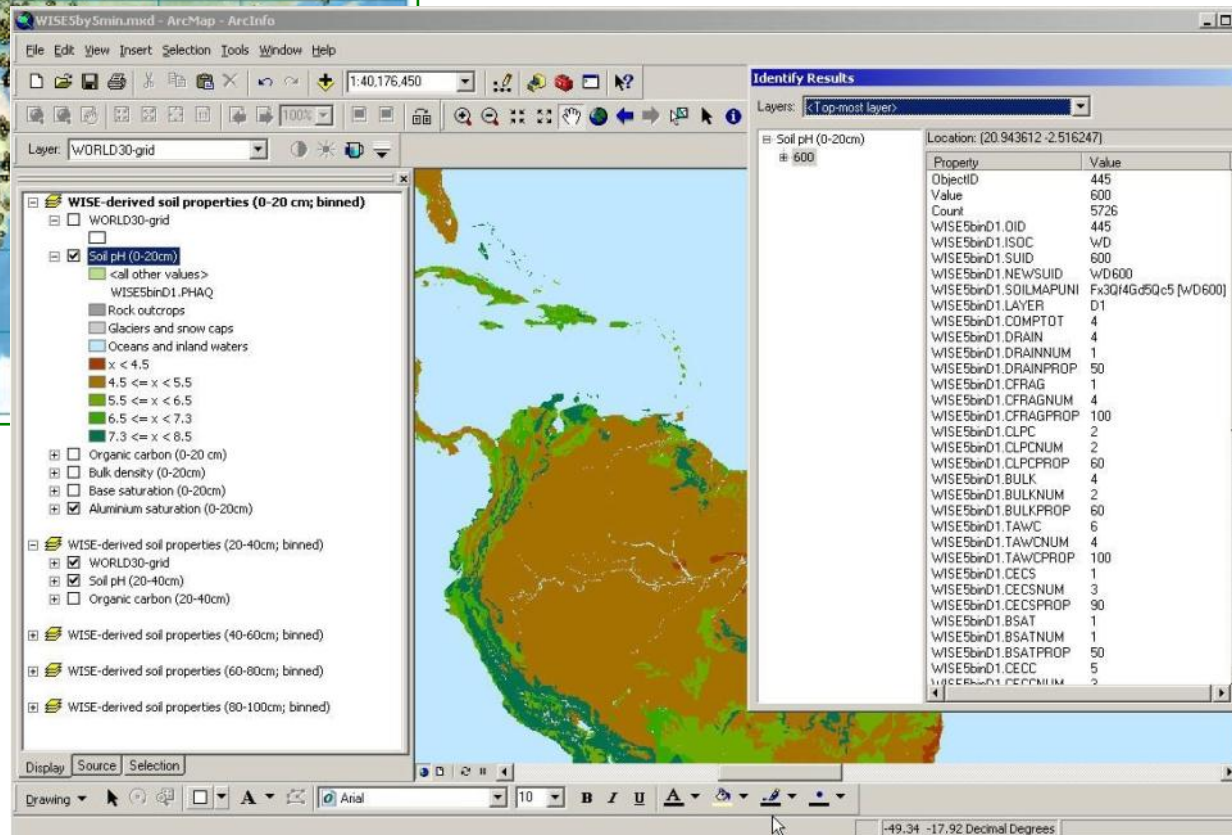 WISE5by5min.mxd - ArcMap - ArcInfo
File Edit View Insert Selection Tools Window Help
1:40,176,450
100%
Layer: WORLD30-grid
WISE-derived soil properties (0-20 cm; binned)
WORLD30-grid
Soil pH (0-20cm)
<all other values>
WISE5binD1.PHAQ
Rock outcrops
Glaciers and snow caps
Oceans and inland waters
x < 4.5
4.5 <= x < 5.5
5.5 <= x < 6.5
6.5 <= x < 7.3
7.3 <= x < 8.5
Organic carbon (0-20 cm)
Bulk density (0-20cm)
Base saturation (0-20cm)
Aluminium saturation (0-20cm)
WISE-derived soil properties (20-40cm; binned)
WORLD30-grid
Soil pH (20-40cm)
Organic carbon (20-40cm)
WISE-derived soil properties (40-60cm; binned)
WISE-derived soil properties (60-80cm; binned)
WISE-derived soil properties (80-100cm; binned)
Display Source Selection
Identify Results
Layers: <Top-most layer>
Soil pH (0-20cm)
600
Location: (20.943612 -2.516247)
Property Value
ObjectID 445
Value 600
Count 5726
WISE5binD1.OID 445
WISE5binD1.ISOC WD
WISE5binD1.SUID 600
WISE5binD1.NEWSUID WD600
WISE5binD1.SOILMAPUNI Fx3Qf4Gd5Qc5 [WD600]
WISE5binD1.LAYER D1
WISE5binD1.COMPTOT 4
WISE5binD1.DRAIN 4
WISE5binD1.DRAINNUM 1
WISE5binD1.DRAINPROP 50
WISE5binD1.CFRAG 1
WISE5binD1.CFRAGNUM 4
WISE5binD1.CFRAGPROP 100
WISE5binD1.CLPC 2
WISE5binD1.CLPCNUM 2
WISE5binD1.CLPCPROP 60
WISE5binD1.BULK 4
WISE5binD1.BULKNUM 2
WISE5binD1.BULKPROP 60
WISE5binD1.TAWC 6
WISE5binD1.TAWCNUM 4
WISE5binD1.TAWCPROP 100
WISE5binD1.CECS 1
WISE5binD1.CECSNUM 3
WISE5binD1.CECSPROP 90
WISE5binD1.BSAT 1
WISE5binD1.BSATNUM 1
WISE5binD1.BSATPROP 50
WISE5binD1.CECC 5
WISE5binD1.CECCNUM
Drawing A Arial 10 B I U A
-49.34 -17.92 Decimal Degrees